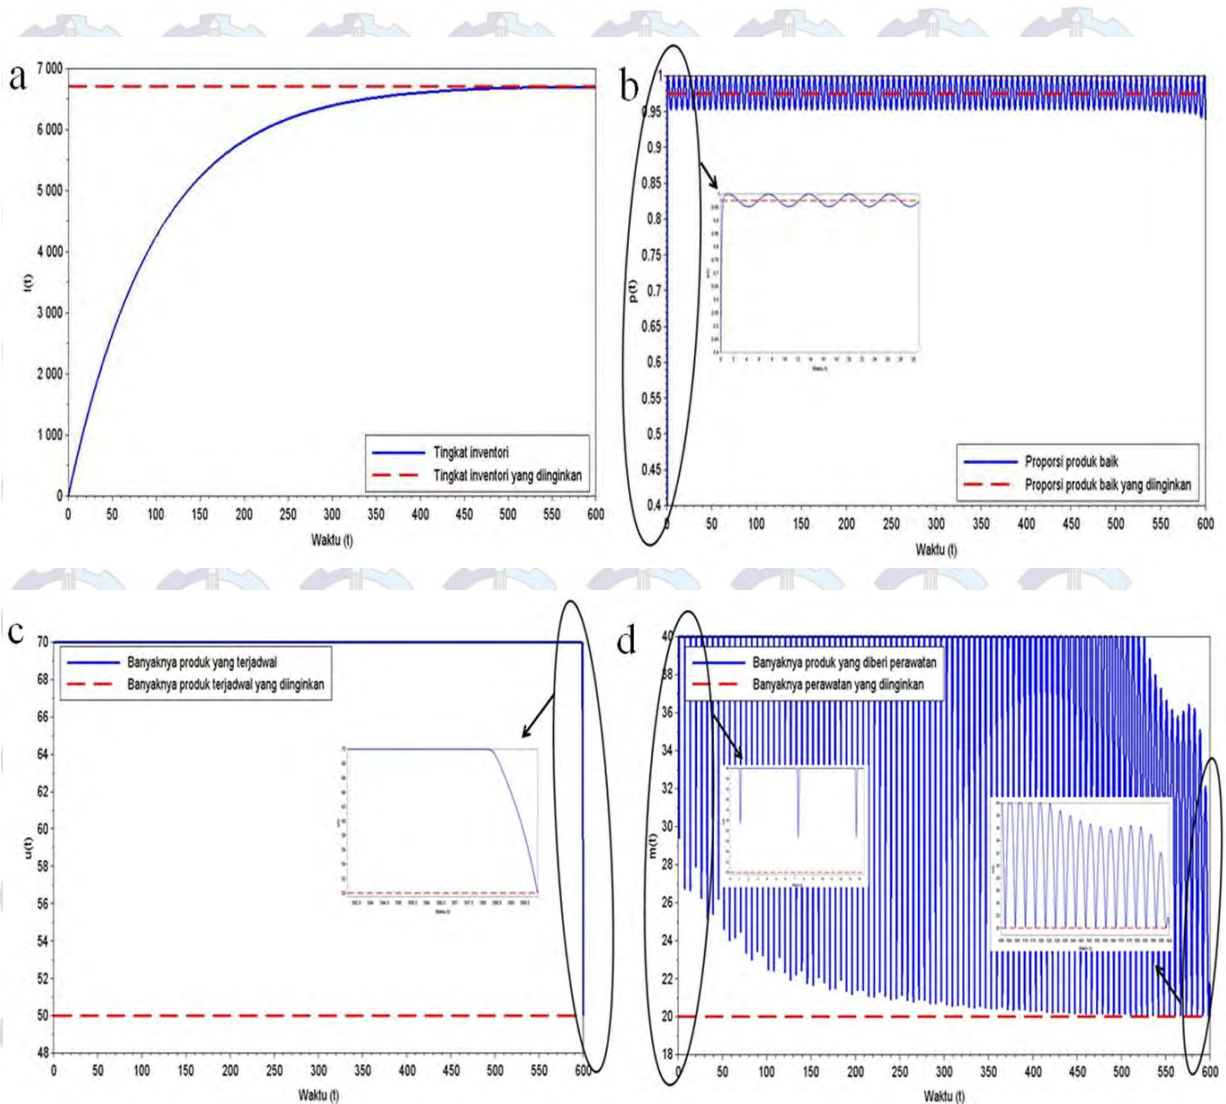 a
7 000
6 000
5 000
4 000
3 000
2 000
1 000
0
I(t)
Tingkat inventori
Tingkat inventori yang diinginkan
0 50 100 150 200 250 300 350 400 450 500 550 600
Waktu (t)
b
1
0.95
0.9
0.85
0.8
0.75
0.7
0.65
0.6
0.55
0.5
0.45
0.4
p(t)
Proporsi produk baik
Proporsi produk baik yang diinginkan
0 50 100 150 200 250 300 350 400 450 500 550 600
Waktu (t)
c
70
68
66
64
62
60
58
56
54
52
50
48
u(t)
Banyaknya produk yang terjadwal
Banyaknya produk terjadwal yang diinginkan
0 50 100 150 200 250 300 350 400 450 500 550 600
Waktu (t)
d
40
38
36
34
32
30
28
26
24
22
20
18
m(t)
Banyaknya produk yang diberi perawatan
Banyaknya perawatan yang diinginkan
0 50 100 150 200 250 300 350 400 450 500 550 600
Waktu (t)